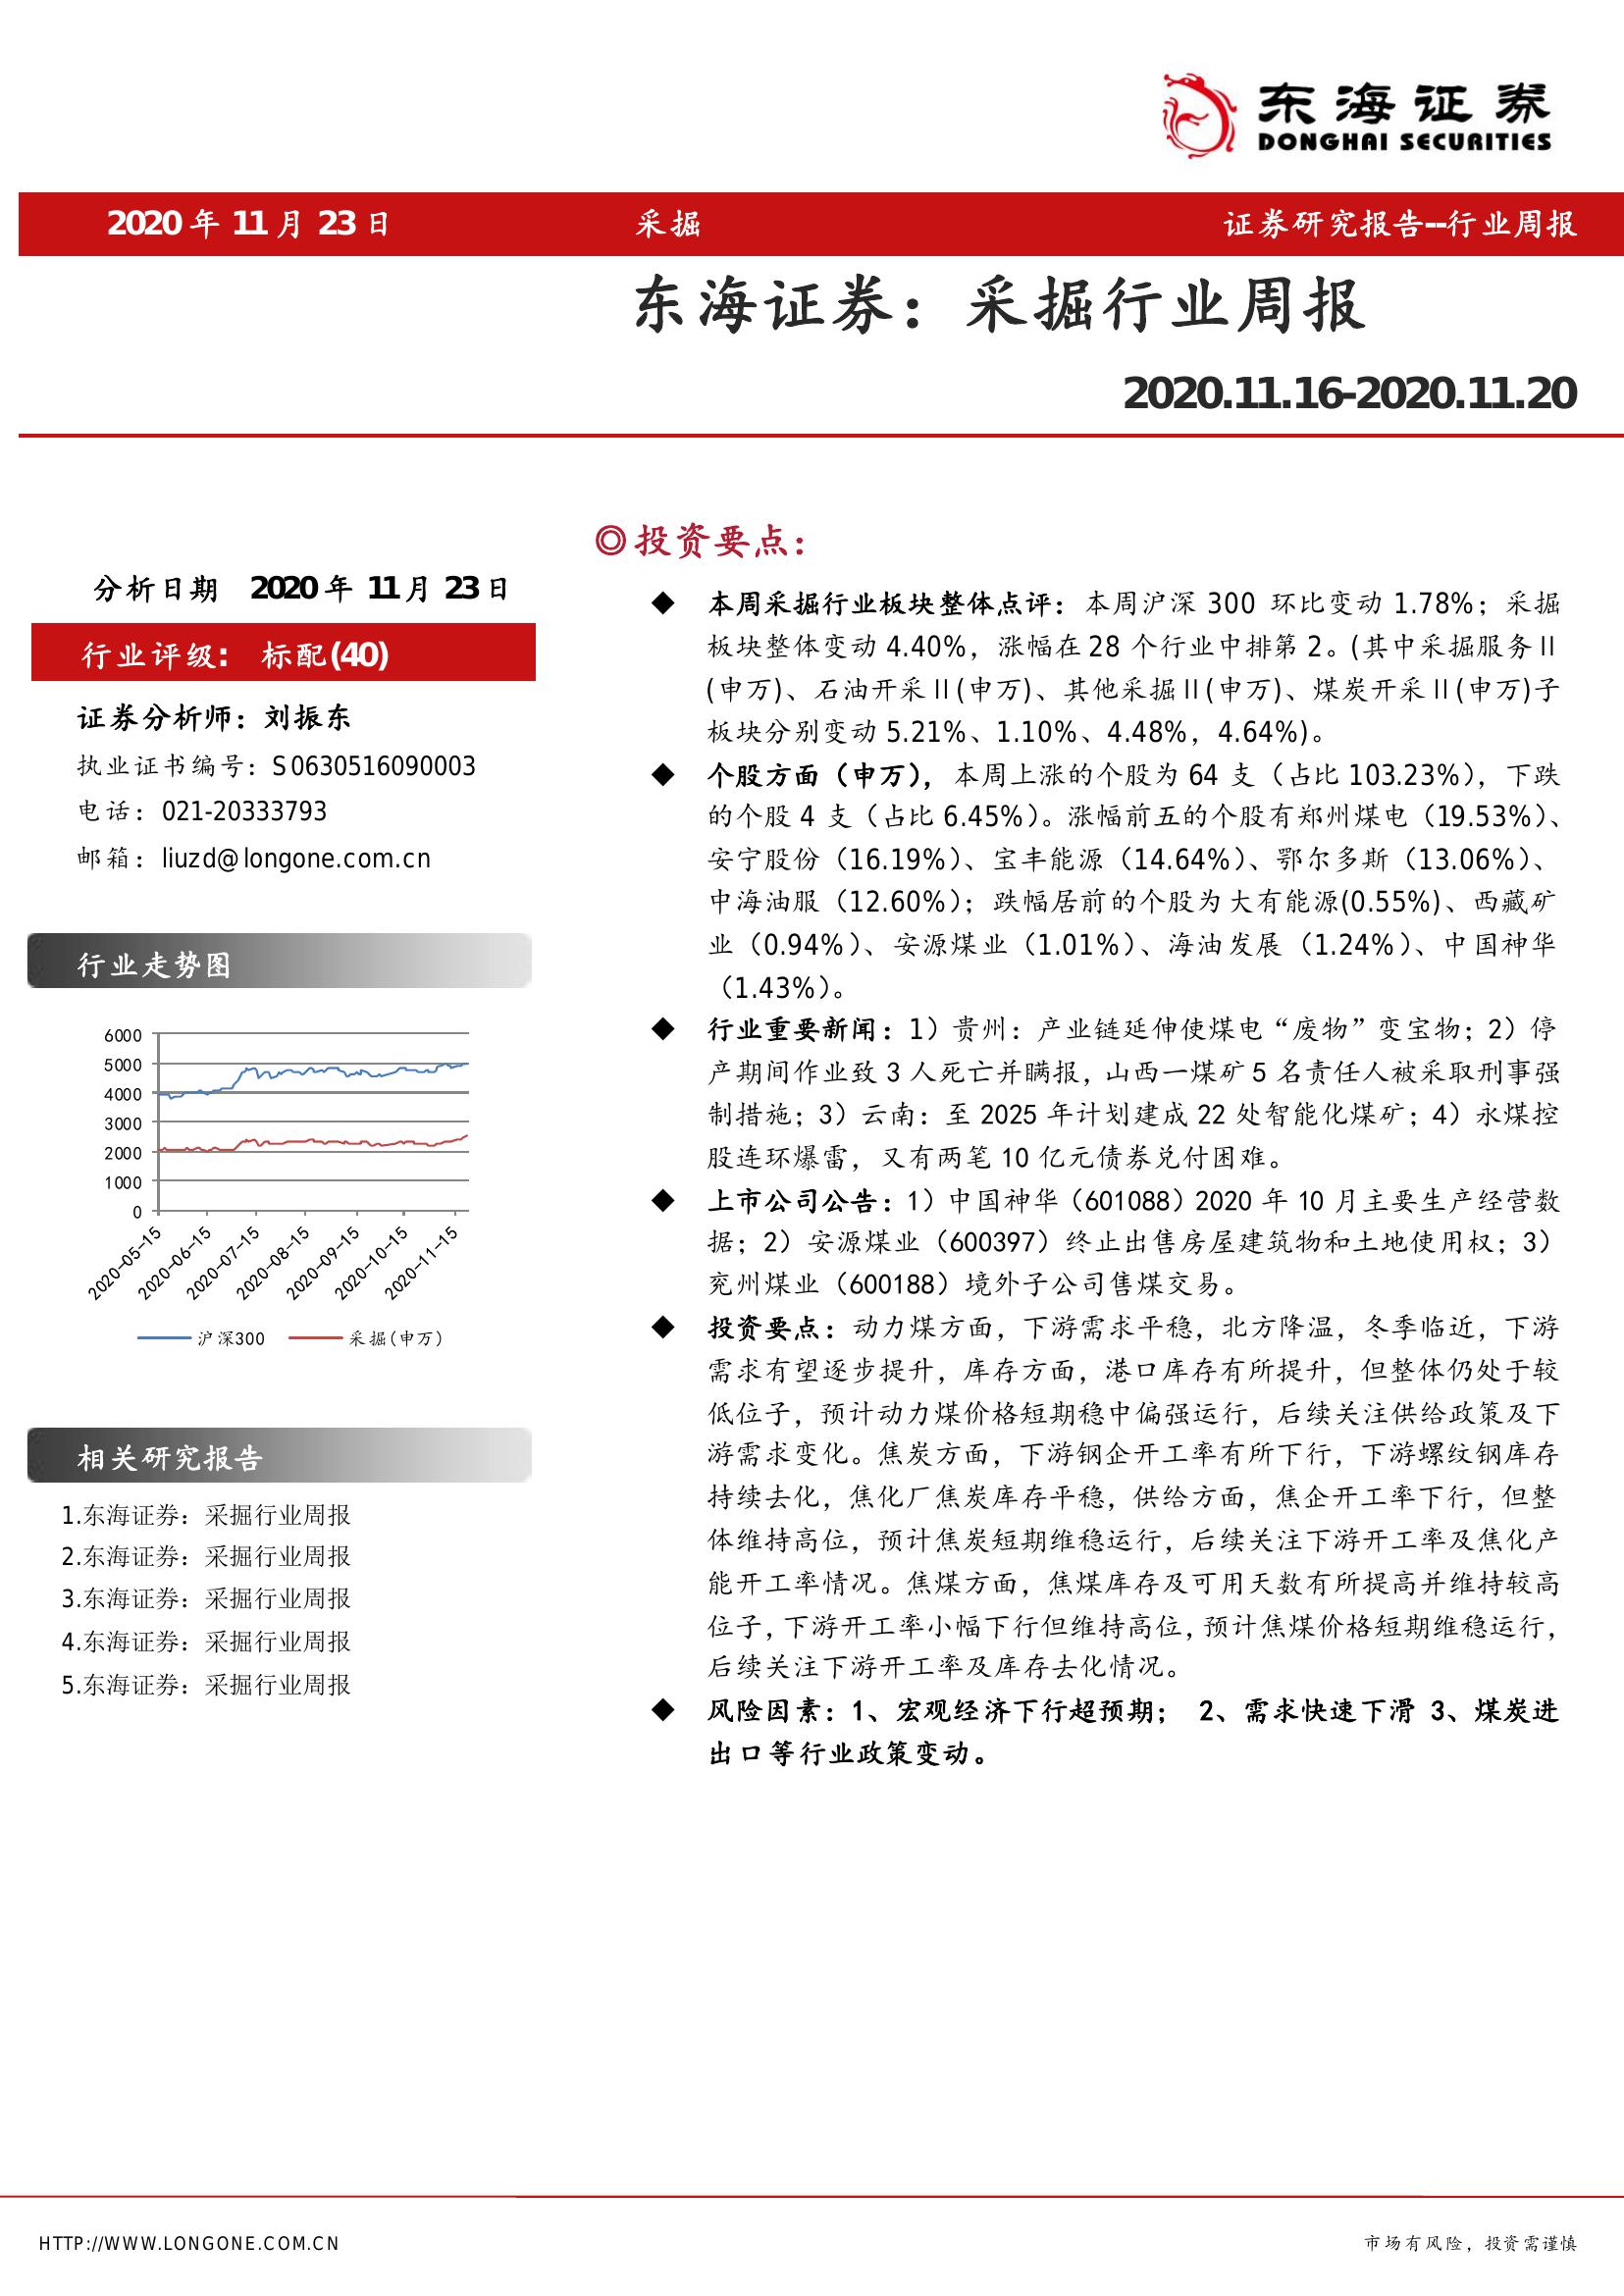 东海证券
DONGHAI SECURITIES
2020 年 11 月 23 日 采掘 证券研究报告--行业周报
东海证券：采掘行业周报
2020.11.16-2020.11.20
分析日期 2020 年 11 月 23 日
行业评级： 标配(40)
证券分析师：刘振东
执业证书编号：S0630516090003
电话：021-20333793
邮箱：liuzd@longone.com.cn
行业走势图
6000
5000
4000
3000
2000
1000
0
2020-05-15
2020-06-15
2020-07-15
2020-08-15
2020-09-15
2020-10-15
2020-11-15
沪深300 采掘(申万)
相关研究报告
1.东海证券：采掘行业周报
2.东海证券：采掘行业周报
3.东海证券：采掘行业周报
4.东海证券：采掘行业周报
5.东海证券：采掘行业周报
◎投资要点：
◆ 本周采掘行业板块整体点评：本周沪深 300 环比变动 1.78%；采掘
板块整体变动 4.40%，涨幅在 28 个行业中排第 2。(其中采掘服务Ⅱ
(申万)、石油开采Ⅱ(申万)、其他采掘Ⅱ(申万)、煤炭开采Ⅱ(申万)子
板块分别变动 5.21%、1.10%、4.48%，4.64%)。
◆ 个股方面（申万），本周上涨的个股为 64 支（占比 103.23%），下跌
的个股 4 支（占比 6.45%）。涨幅前五的个股有郑州煤电（19.53%）、
安宁股份（16.19%）、宝丰能源（14.64%）、鄂尔多斯（13.06%）、
中海油服（12.60%）；跌幅居前的个股为大有能源(0.55%)、西藏矿
业（0.94%）、安源煤业（1.01%）、海油发展（1.24%）、中国神华
（1.43%）。
◆ 行业重要新闻：1）贵州：产业链延伸使煤电“废物”变宝物；2）停
产期间作业致 3 人死亡并瞒报，山西一煤矿 5 名责任人被采取刑事强
制措施；3）云南：至 2025 年计划建成 22 处智能化煤矿；4）永煤控
股连环爆雷，又有两笔 10 亿元债券兑付困难。
◆ 上市公司公告：1）中国神华（601088）2020 年 10 月主要生产经营数
据；2）安源煤业（600397）终止出售房屋建筑物和土地使用权；3）
兖州煤业（600188）境外子公司售煤交易。
◆ 投资要点：动力煤方面，下游需求平稳，北方降温，冬季临近，下游
需求有望逐步提升，库存方面，港口库存有所提升，但整体仍处于较
低位子，预计动力煤价格短期稳中偏强运行，后续关注供给政策及下
游需求变化。焦炭方面，下游钢企开工率有所下行，下游螺纹钢库存
持续去化，焦化厂焦炭库存平稳，供给方面，焦企开工率下行，但整
体维持高位，预计焦炭短期维稳运行，后续关注下游开工率及焦化产
能开工率情况。焦煤方面，焦煤库存及可用天数有所提高并维持较高
位子，下游开工率小幅下行但维持高位，预计焦煤价格短期维稳运行，
后续关注下游开工率及库存去化情况。
◆ 风险因素：1、宏观经济下行超预期； 2、需求快速下滑 3、煤炭进
出口等行业政策变动。
HTTP://WWW.LONGONE.COM.CN 市场有风险，投资需谨慎